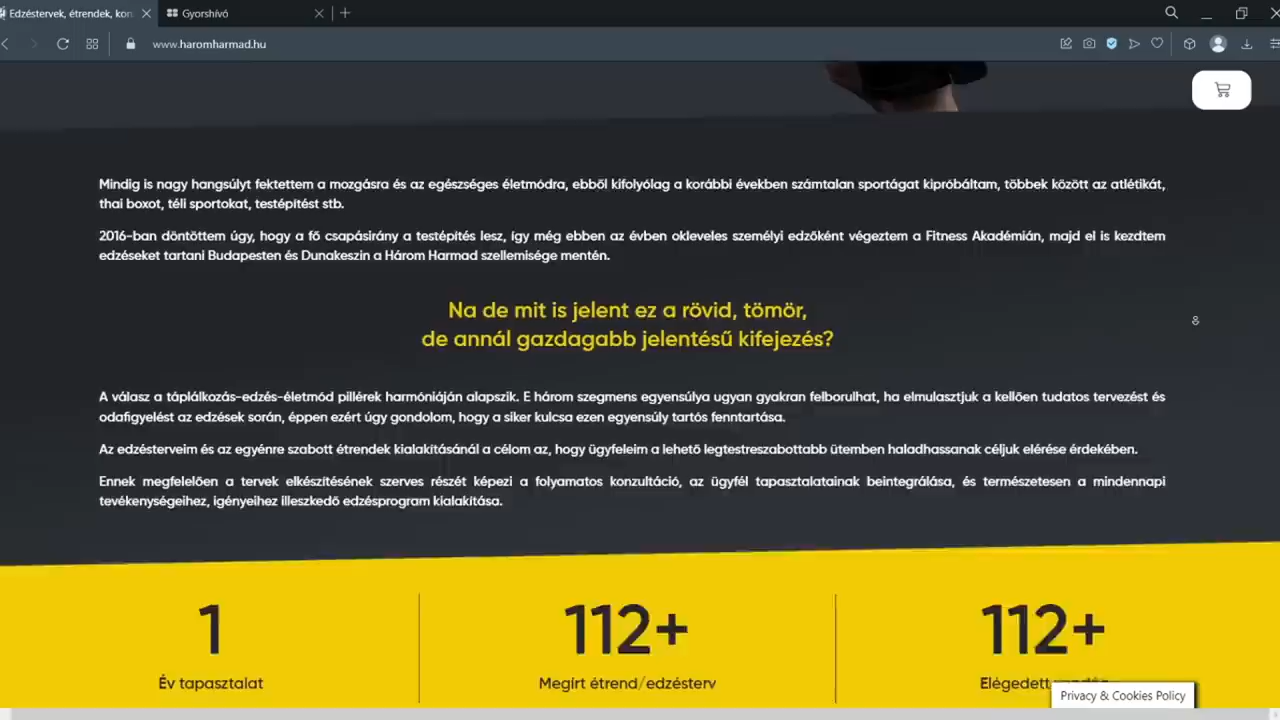 Edzéstervek, étrendek, kon
Gyorshívó
www.haromharmad.hu
Mindig is nagy hangsúlyt fektettem a mozgásra és az egészséges életmódra, ebből kifolyólag a korábbi években számtalan sportágat kipróbáltam, többek között az atlétikát,
thai boxot, téli sportokat, testépítést stb.
2016-ban döntöttem úgy, hogy a fő csapásirány a testépítés lesz, így még ebben az évben okleveles személyi edzőként végeztem a Fitness Akadémián, majd el is kezdtem
edzéseket tartani Budapesten és Dunakeszin a Három Harmad szellemisége mentén.
Na de mit is jelent ez a rövid, tömör,
de annál gazdagabb jelentésű kifejezés?
A válasz a táplálkozás-edzés-életmód pillérek harmóniáján alapszik. E három szegmens egyensúlya ugyan gyakran felborulhat, ha elmulasztjuk a kellően tudatos tervezést és
odafigyelést az edzések során, éppen ezért úgy gondolom, hogy a siker kulcsa ezen egyensúly tartós fenntartása.
Az edzésterveim és az egyénre szabott étrendek kialakításánál a célom az, hogy ügyfeleim a lehető legtestreszabottabb ütemben haladhassanak céljuk elérése érdekében.
Ennek megfelelően a tervek elkészítésének szerves részét képezi a folyamatos konzultáció, az ügyfél tapasztalatainak beintegrálása, és természetesen a mindennapi
tevékenységeihez, igényeihez illeszkedő edzésprogram kialakítása.
1
112+
112+
Év tapasztalat
Megírt étrend/edzésterv
Elégedett
Privacy & Cookies Policy